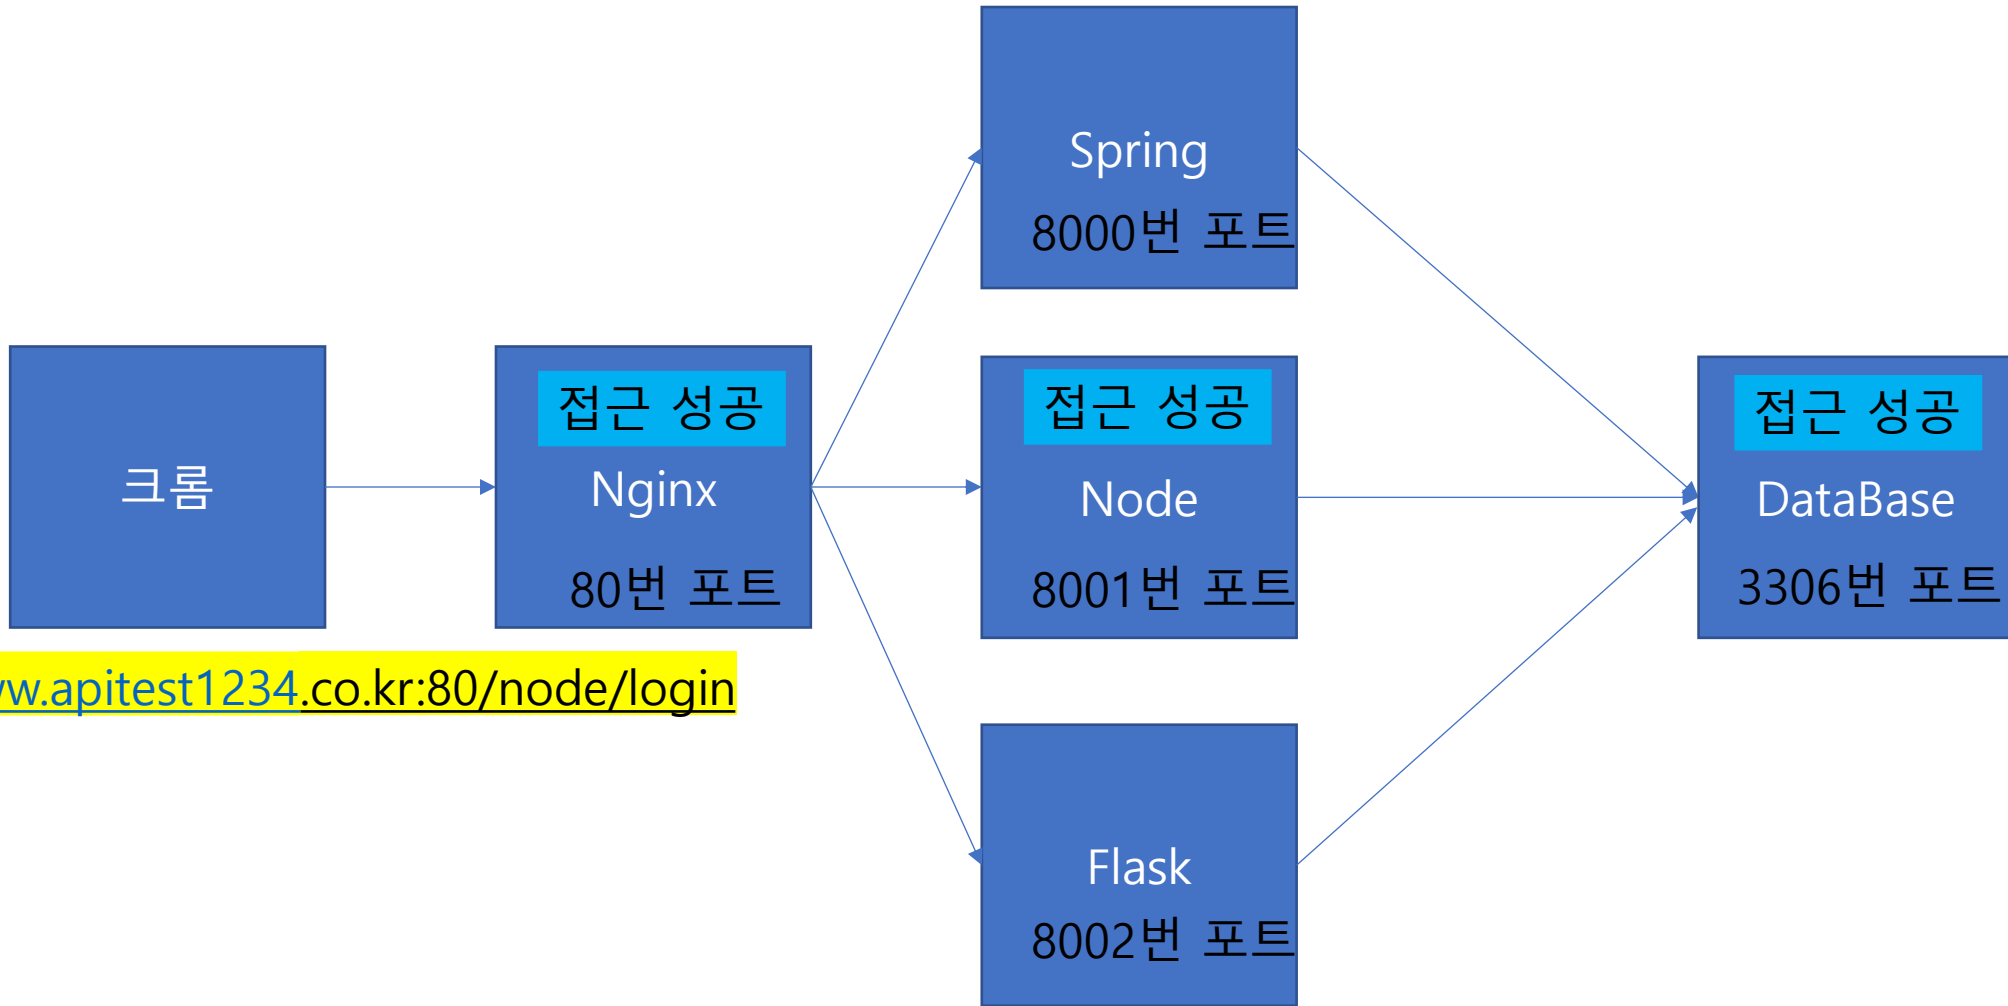 Spring
8000번 포트
크롬
접근 성공
Nginx
80번 포트
접근 성공
Node
8001번 포트
접근 성공
DataBase
3306번 포트
w.apitest1234.co.kr:80/node/login
Flask
8002번 포트